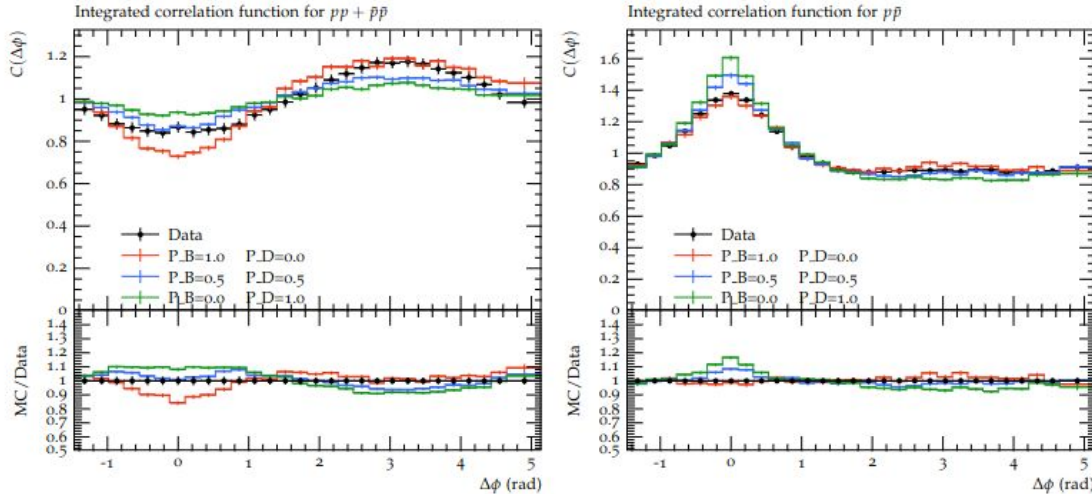 Integrated correlation function for pp + p̄p̄
C(Δϕ)
1.2
1
0.8
0.6
0.4
0.2
0
Data
P_B=1.0 P_D=0.0
P_B=0.5 P_D=0.5
P_B=0.0 P_D=1.0
MC/Data
1.4
1.3
1.2
1.1
1
0.9
0.8
0.7
0.6
0.5
-1 0 1 2 3 4 5
Δϕ (rad)
Integrated correlation function for pp̄
C(Δϕ)
1.6
1.4
1.2
1.0
0.8
0.6
0.4
0.2
0
Data
P_B=1.0 P_D=0.0
P_B=0.5 P_D=0.5
P_B=0.0 P_D=1.0
MC/Data
1.4
1.3
1.2
1.1
1
0.9
0.8
0.7
0.6
0.5
-1 0 1 2 3 4 5
Δϕ (rad)